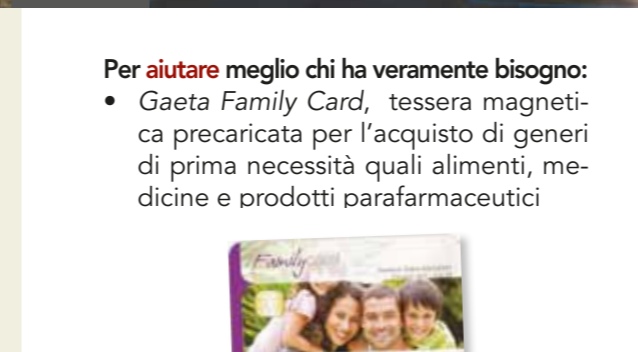 Per aiutare meglio chi ha veramente bisogno:
• Gaeta Family Card, tessera magneti-
ca precaricata per l'acquisto di generi
di prima necessità quali alimenti, me-
dicine e prodotti parafarmaceutici
Family